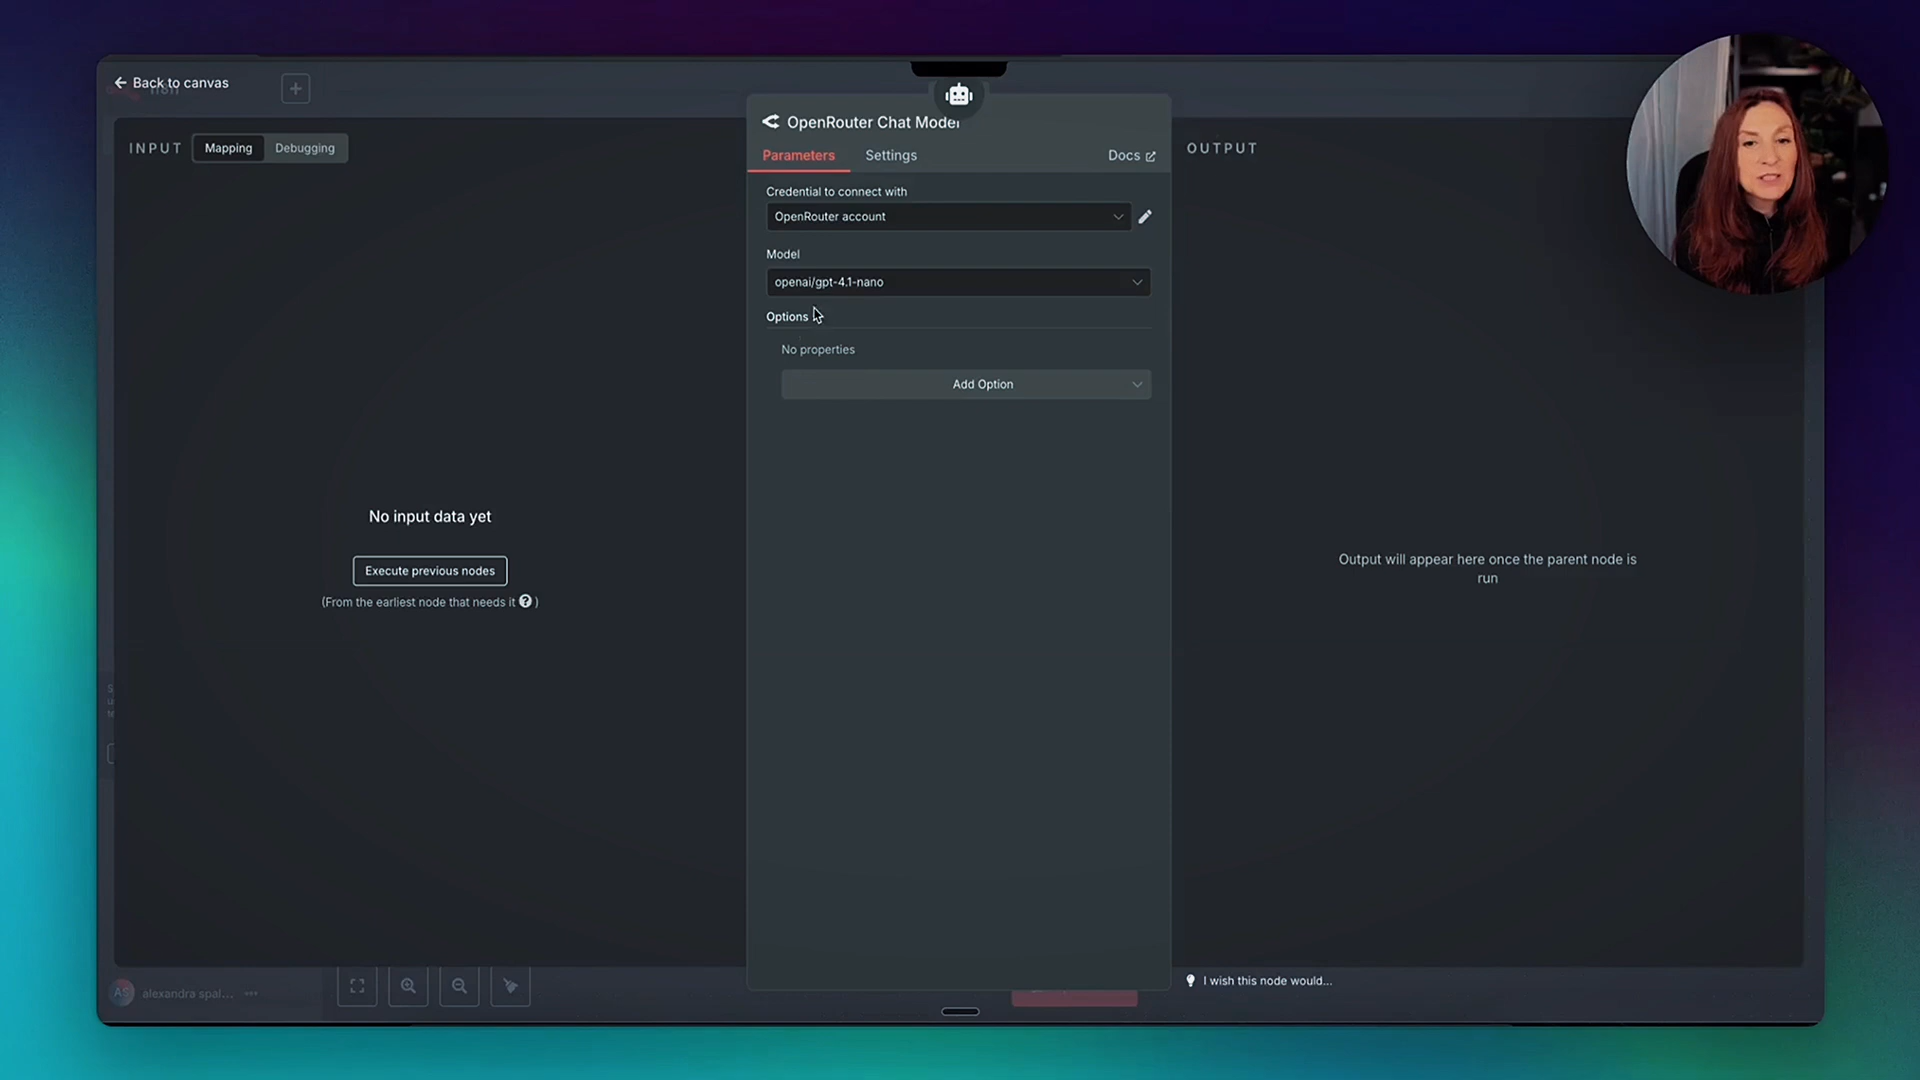 Back to canvas
INPUT
Mapping
Debugging
OpenRouter Chat Model
Parameters
Settings
Docs
Credential to connect with
OpenRouter account
Model
openai/gpt-4.1-nano
Options
No properties
Add Option
No input data yet
Execute previous nodes
(From the earliest node that needs it ? )
OUTPUT
Output will appear here once the parent node is
run
AS
alexandra spal...
I wish this node would...